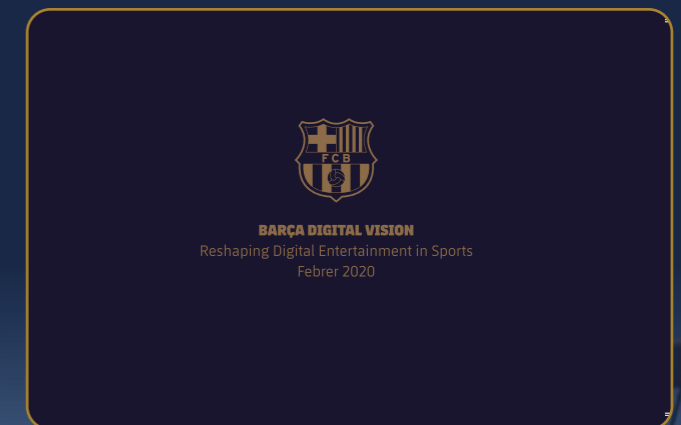 FCB
BARÇA DIGITAL VISION
Reshaping Digital Entertainment in Sports
Febrer 2020